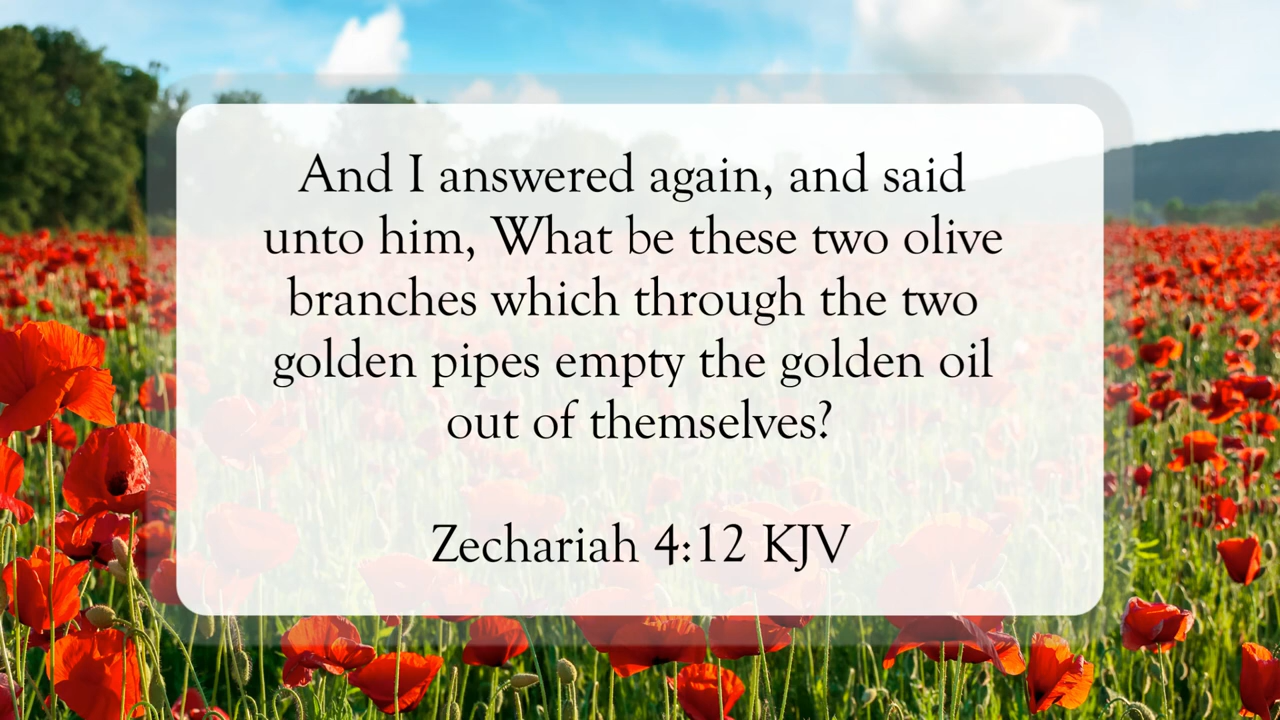 And I answered again, and said
unto him, What be these two olive
branches which through the two
golden pipes empty the golden oil
out of themselves?
Zechariah 4:12 KJV